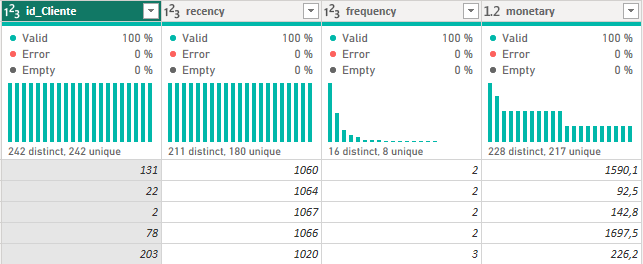 1²3 id_Cliente 1²3 recency 1²3 frequency 1.2 monetary
Valid 100 % Valid 100 % Valid 100 % Valid 100 %
Error 0 % Error 0 % Error 0 % Error 0 %
Empty 0 % Empty 0 % Empty 0 % Empty 0 %
242 distinct, 242 unique 211 distinct, 180 unique 16 distinct, 8 unique 228 distinct, 217 unique
131 1060 2 1590,1
22 1064 2 92,5
2 1067 2 142,8
78 1066 2 1697,5
203 1020 3 226,2